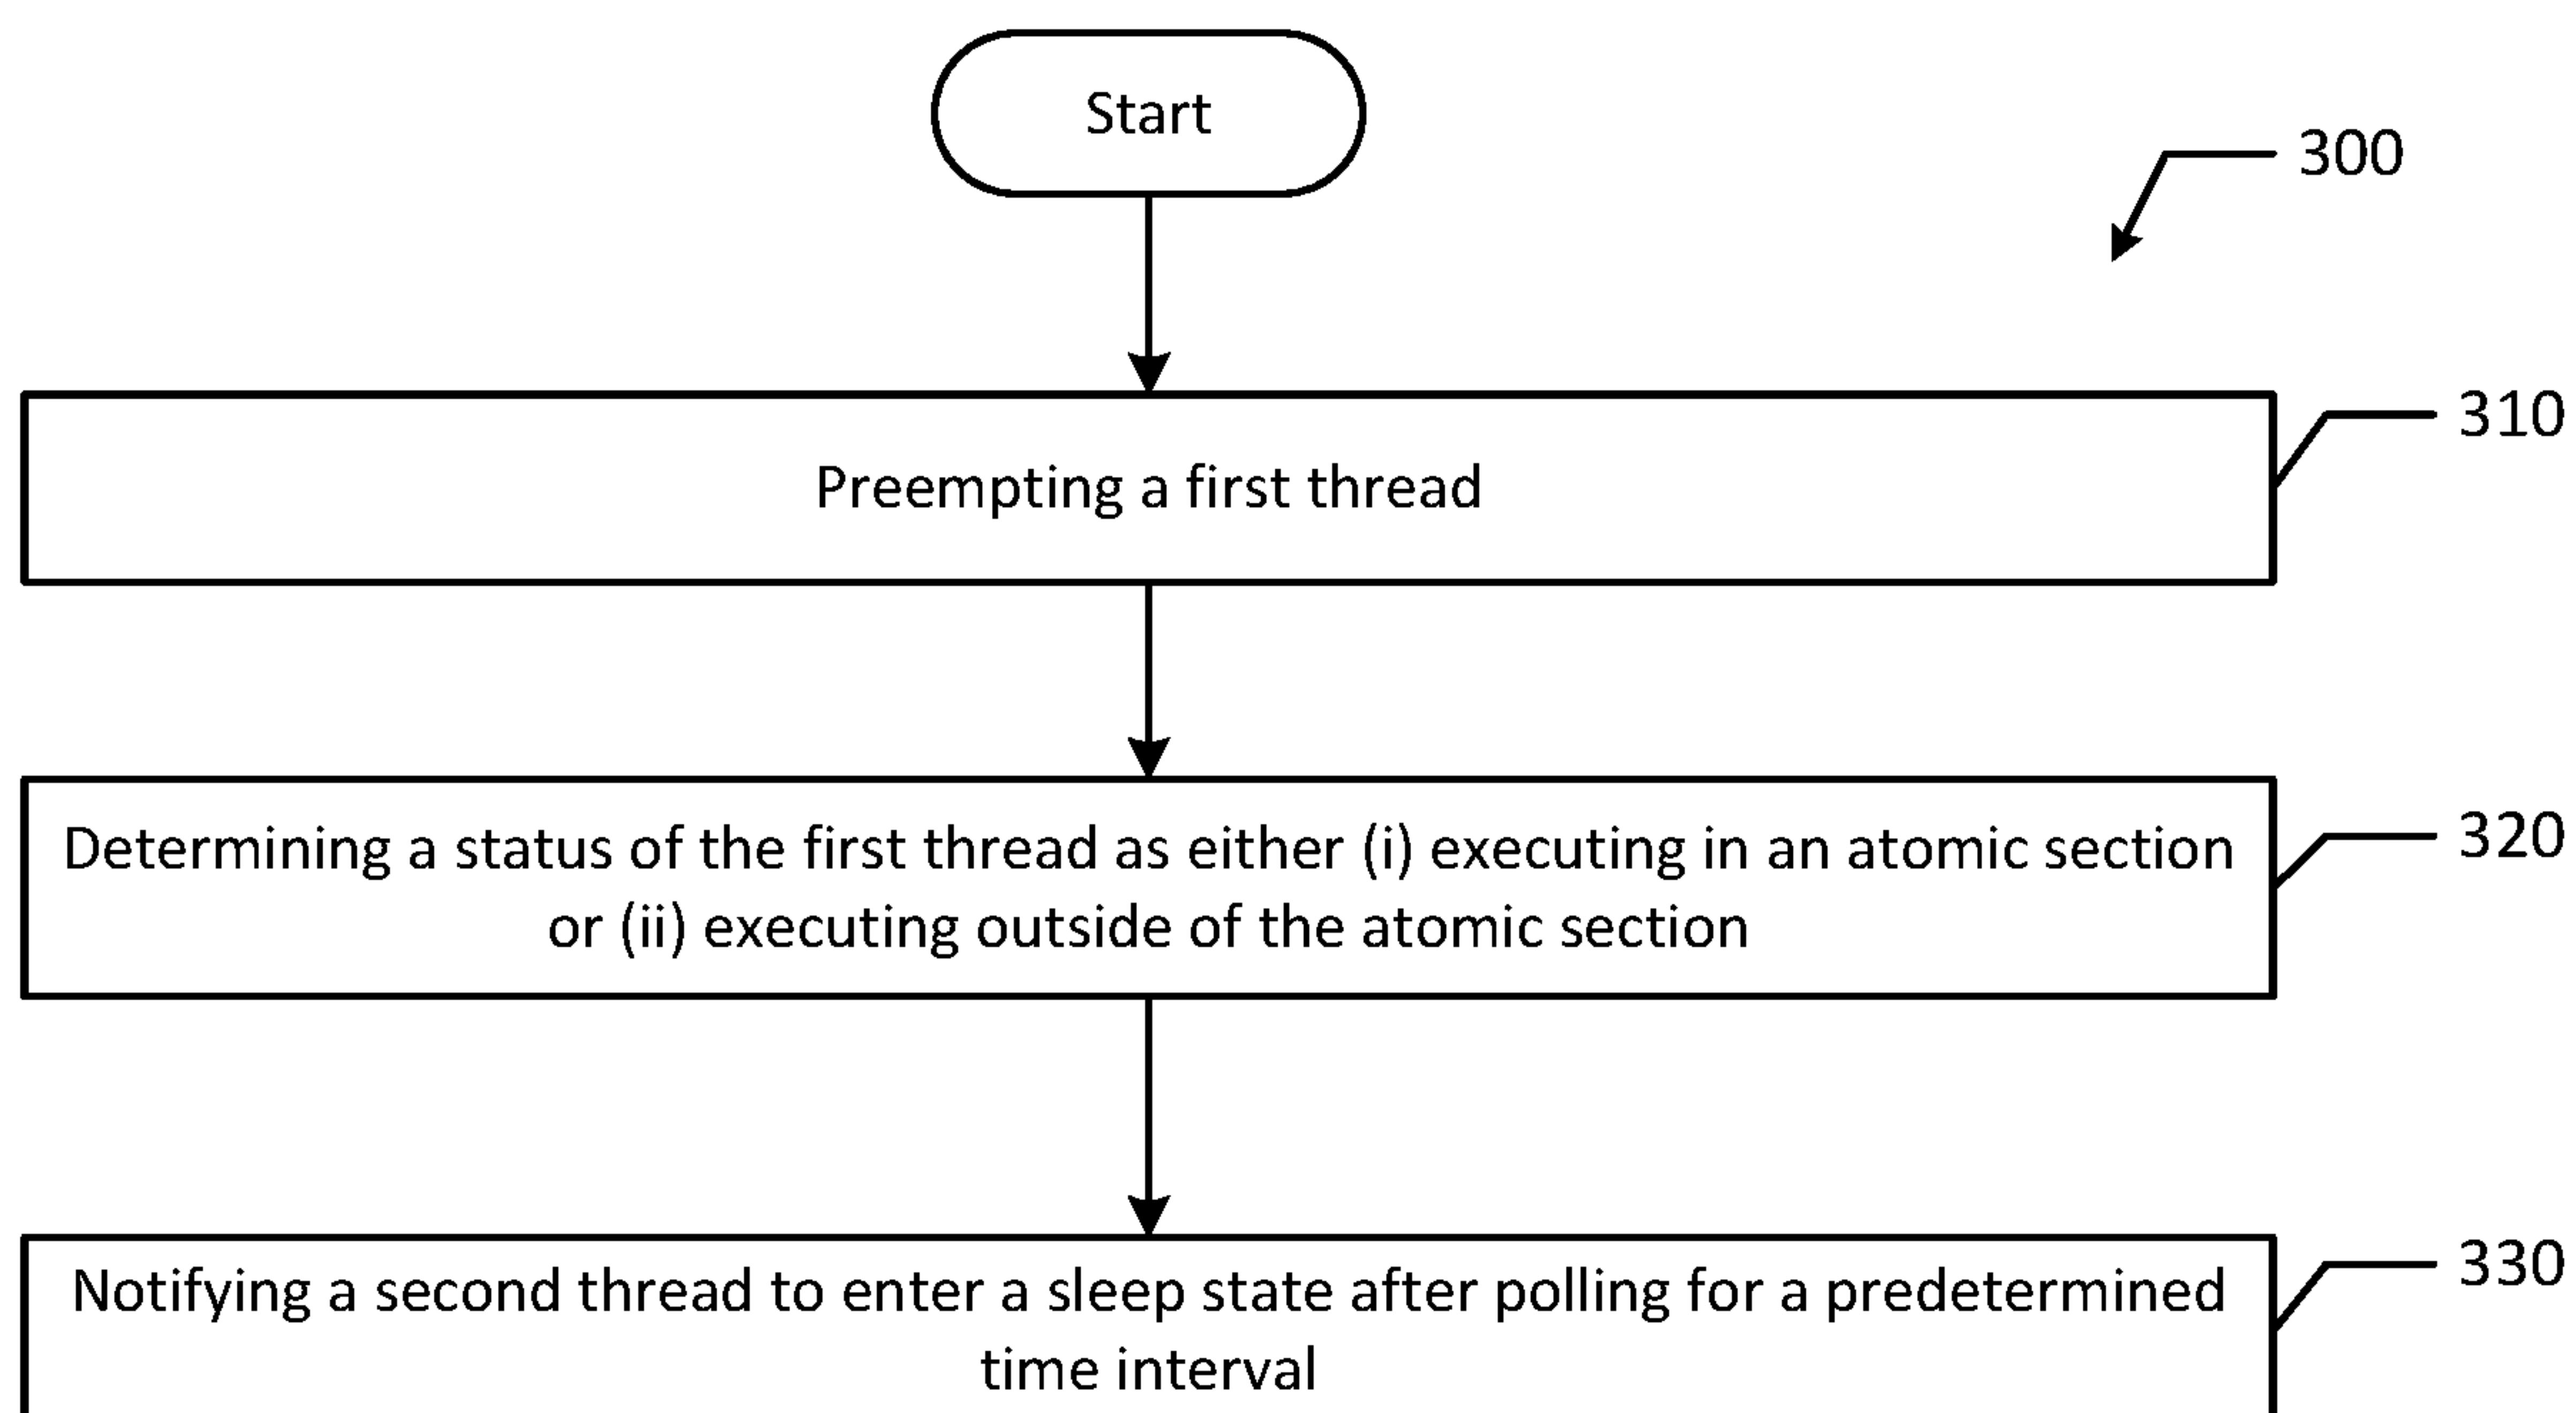 Start
300
Preempting a first thread
310
Determining a status of the first thread as either (i) executing in an atomic section
or (ii) executing outside of the atomic section
320
Notifying a second thread to enter a sleep state after polling for a predetermined
time interval
330